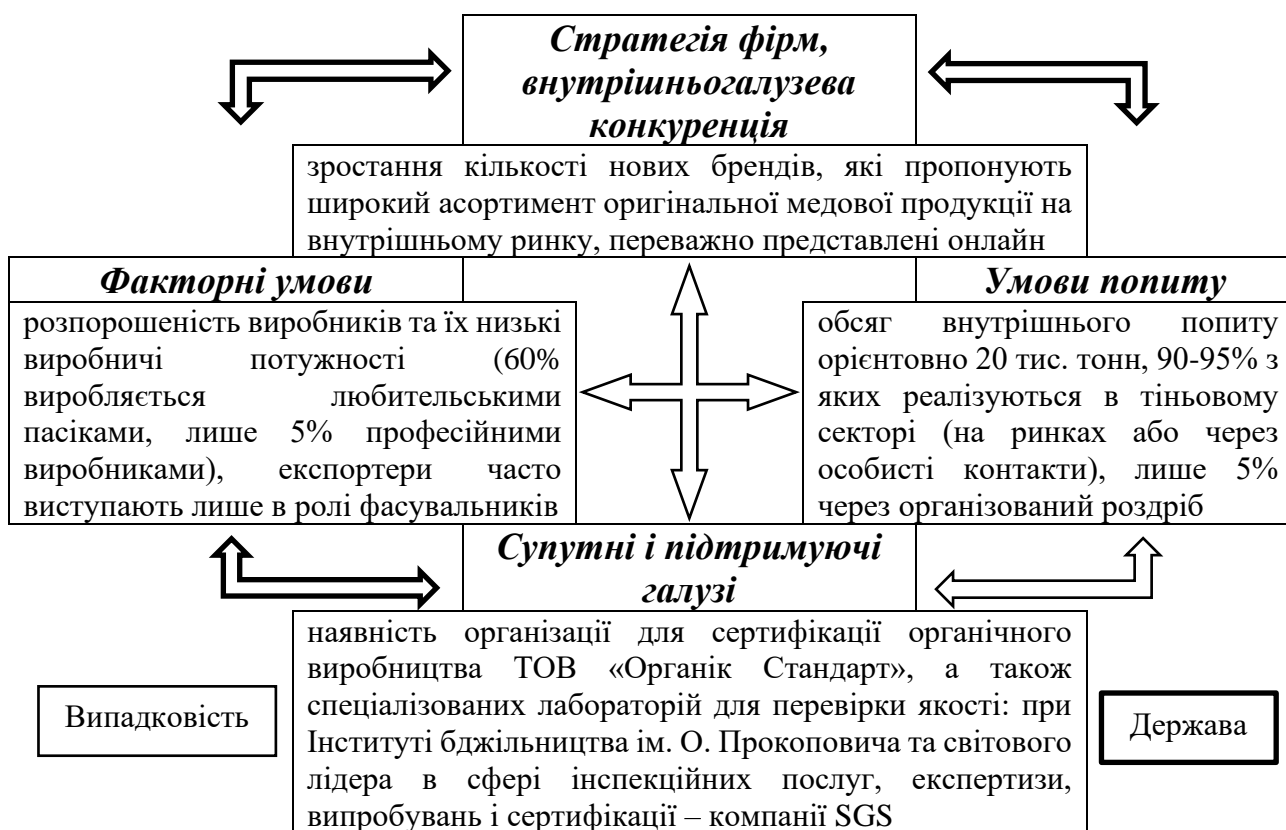 Стратегія фірм,
внутрішньогалузева
конкуренція
зростання кількості нових брендів, які пропонують
широкий асортимент оригінальної медової продукції на
внутрішньому ринку, переважно представлені онлайн
Факторні умови
розпорошеність виробників та їх низькі
виробничі потужності (60%
виробляється любительськими
пасіками, лише 5% професійними
виробниками), експортери часто
виступають лише в ролі фасувальників
Умови попиту
обсяг внутрішнього попиту
орієнтовно 20 тис. тонн, 90-95% з
яких реалізуються в тіньовому
секторі (на ринках або через
особисті контакти), лише 5%
через організований роздріб
Супутні і підтримуючі
галузі
наявність організації для сертифікації органічного
виробництва ТОВ «Органік Стандарт», а також
спеціалізованих лабораторій для перевірки якості: при
Інституті бджільництва ім. О. Прокоповича та світового
лідера в сфері інспекційних послуг, експертизи,
випробувань і сертифікації – компанії SGS
Випадковість
Держава